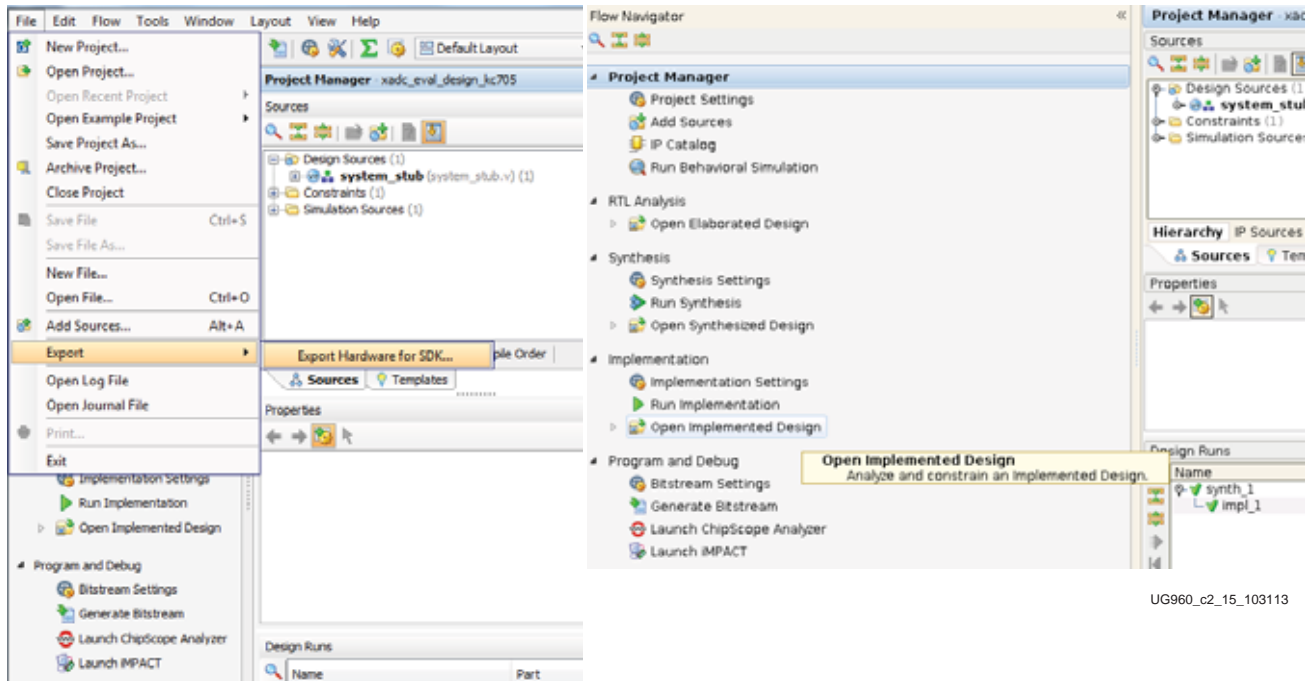 File Edit Flow Tools Window Layout View Help
New Project...
Open Project...
Open Recent Project
Open Example Project
Save Project As...
Archive Project...
Close Project
Save File Ctrl+S
Save File As...
New File...
Open File... Ctrl+O
Add Sources... Alt+A
Export
Export Hardware for SDK...
Open Log File
Open Journal File
Print...
Exit
Implementation Settings
Run Implementation
Open Implemented Design
Program and Debug
Bitstream Settings
Generate Bitstream
Launch ChipScope Analyzer
Launch iMPACT
Default Layout
Project Manager - xadc_eval_design_kc705
Sources
Design Sources (1)
system_stub (system_stub.v) (1)
Constraints (1)
Simulation Sources (1)
ple Order
Sources Templates
Properties
Design Runs
Name Part
Flow Navigator
Project Manager
Project Settings
Add Sources
IP Catalog
Run Behavioral Simulation
RTL Analysis
Open Elaborated Design
Synthesis
Synthesis Settings
Run Synthesis
Open Synthesized Design
Implementation
Implementation Settings
Run Implementation
Open Implemented Design
Program and Debug
Bitstream Settings
Generate Bitstream
Launch ChipScope Analyzer
Launch iMPACT
Open Implemented Design
Analyze and constrain an Implemented Design.
Project Manager - xad
Sources
Design Sources (1
system_stu
Constraints (1)
Simulation Source
Hierarchy IP Sources
Sources Tem
Properties
Design Runs
Name
synth_1
impl_1
UG960_c2_15_103113